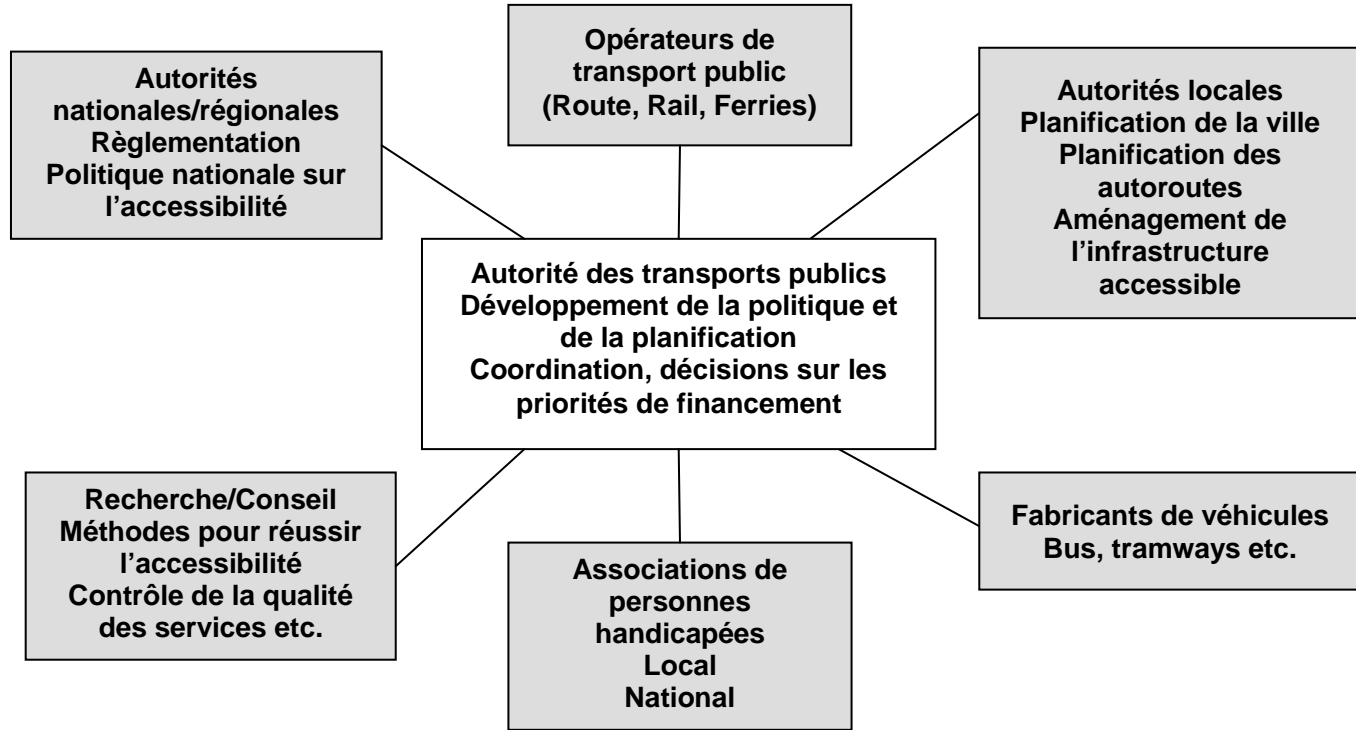 Opérateurs de
transport public
(Route, Rail, Ferries)
Autorités
nationales/régionales
Règlementation
Politique nationale sur
l’accessibilité
Autorités locales
Planification de la ville
Planification des
autoroutes
Aménagement de
l’infrastructure
accessible
Autorité des transports publics
Développement de la politique et
de la planification
Coordination, décisions sur les
priorités de financement
Recherche/Conseil
Méthodes pour réussir
l’accessibilité
Contrôle de la qualité
des services etc.
Associations de
personnes
handicapées
Local
National
Fabricants de véhicules
Bus, tramways etc.